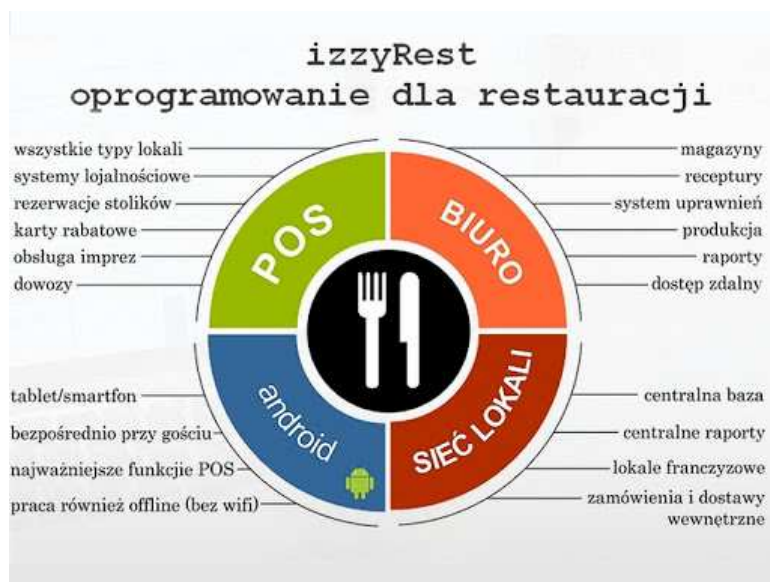 izzyRest
oprogramowanie dla restauracji
wszystkie typy lokali
systemy lojalnościowe
rezerwacje stolików
karty rabatowe
obsługa imprez
dowozy
POS
BIURO
magazyny
receptury
system uprawnień
produkcja
raporty
dostęp zdalny
tablet/smartfon
bezpośrednio przy gościu
najważniejsze funkcjie POS
praca również offline (bez wifi)
android
SIEĆ LOKALI
centralna baza
centralne raporty
lokale franczyzowe
zamówienia i dostawy
wewnętrzne